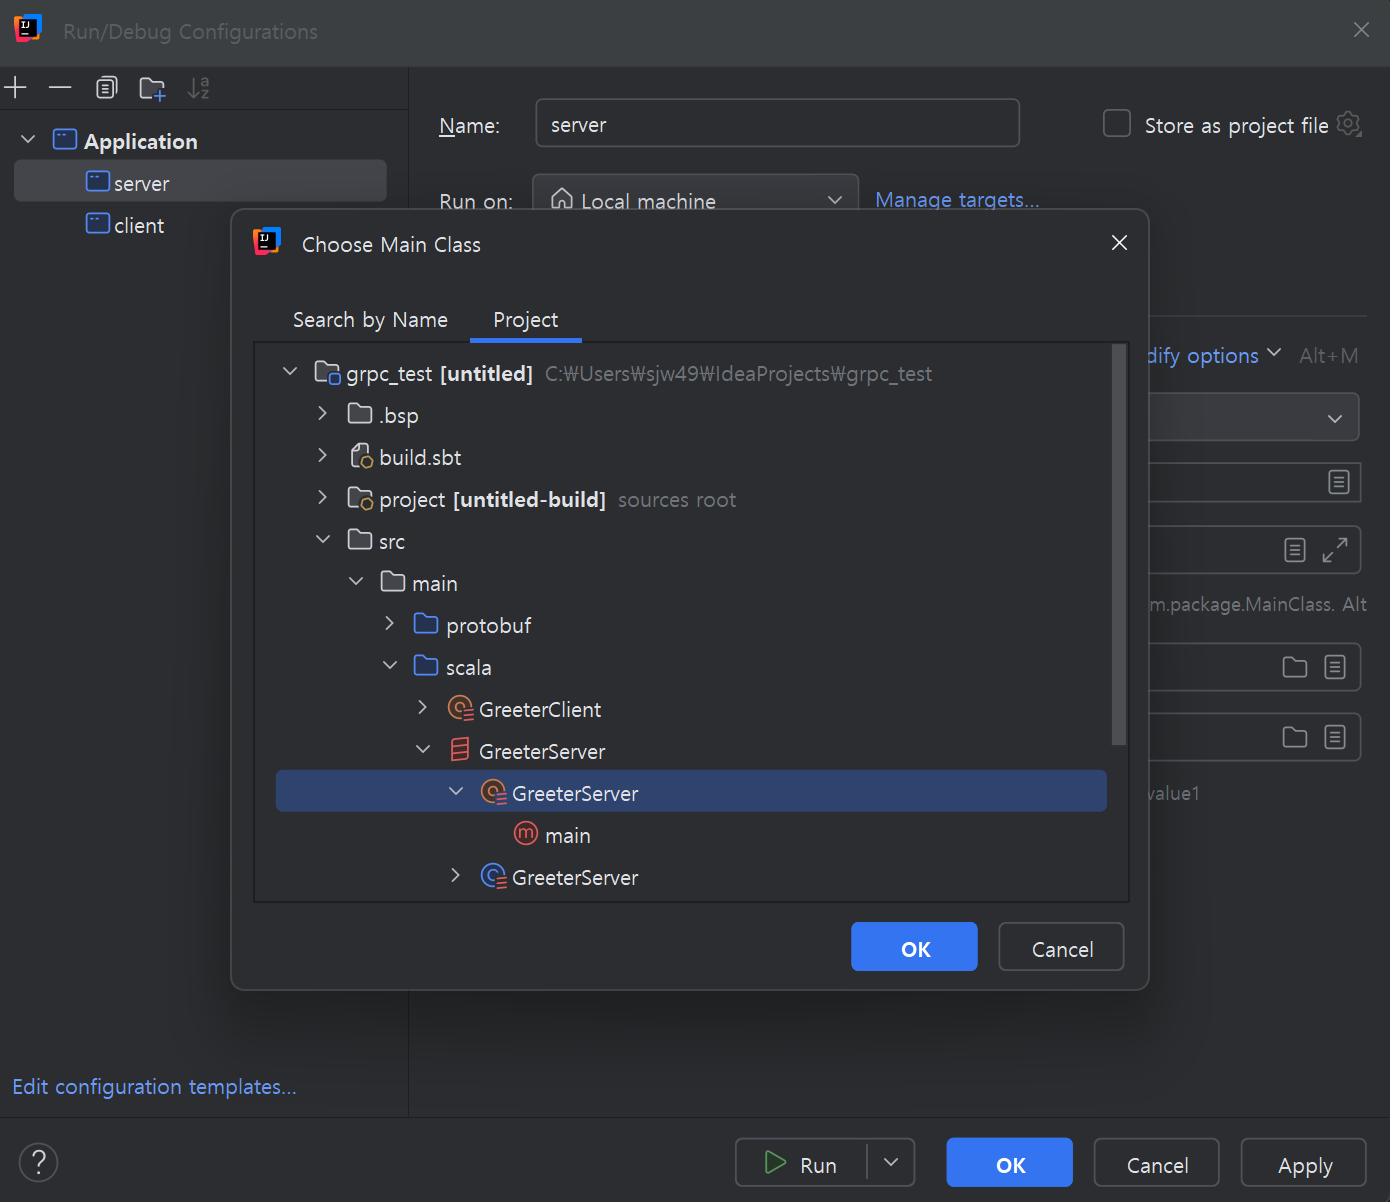 Run/Debug Configurations
Application
server
client
Name:
server
Store as project file
Run on:
Local machine
Manage targets...
Choose Main Class
Search by Name
Project
dify options
Alt+M
grpc_test [untitled] C:₩Users₩sjw49₩IdeaProjects₩grpc_test
.bsp
build.sbt
project [untitled-build] sources root
src
main
m.package.MainClass. Alt
protobuf
scala
GreeterClient
GreeterServer
GreeterServer
value1
main
GreeterServer
OK
Cancel
Edit configuration templates...
?
Run
OK
Cancel
Apply